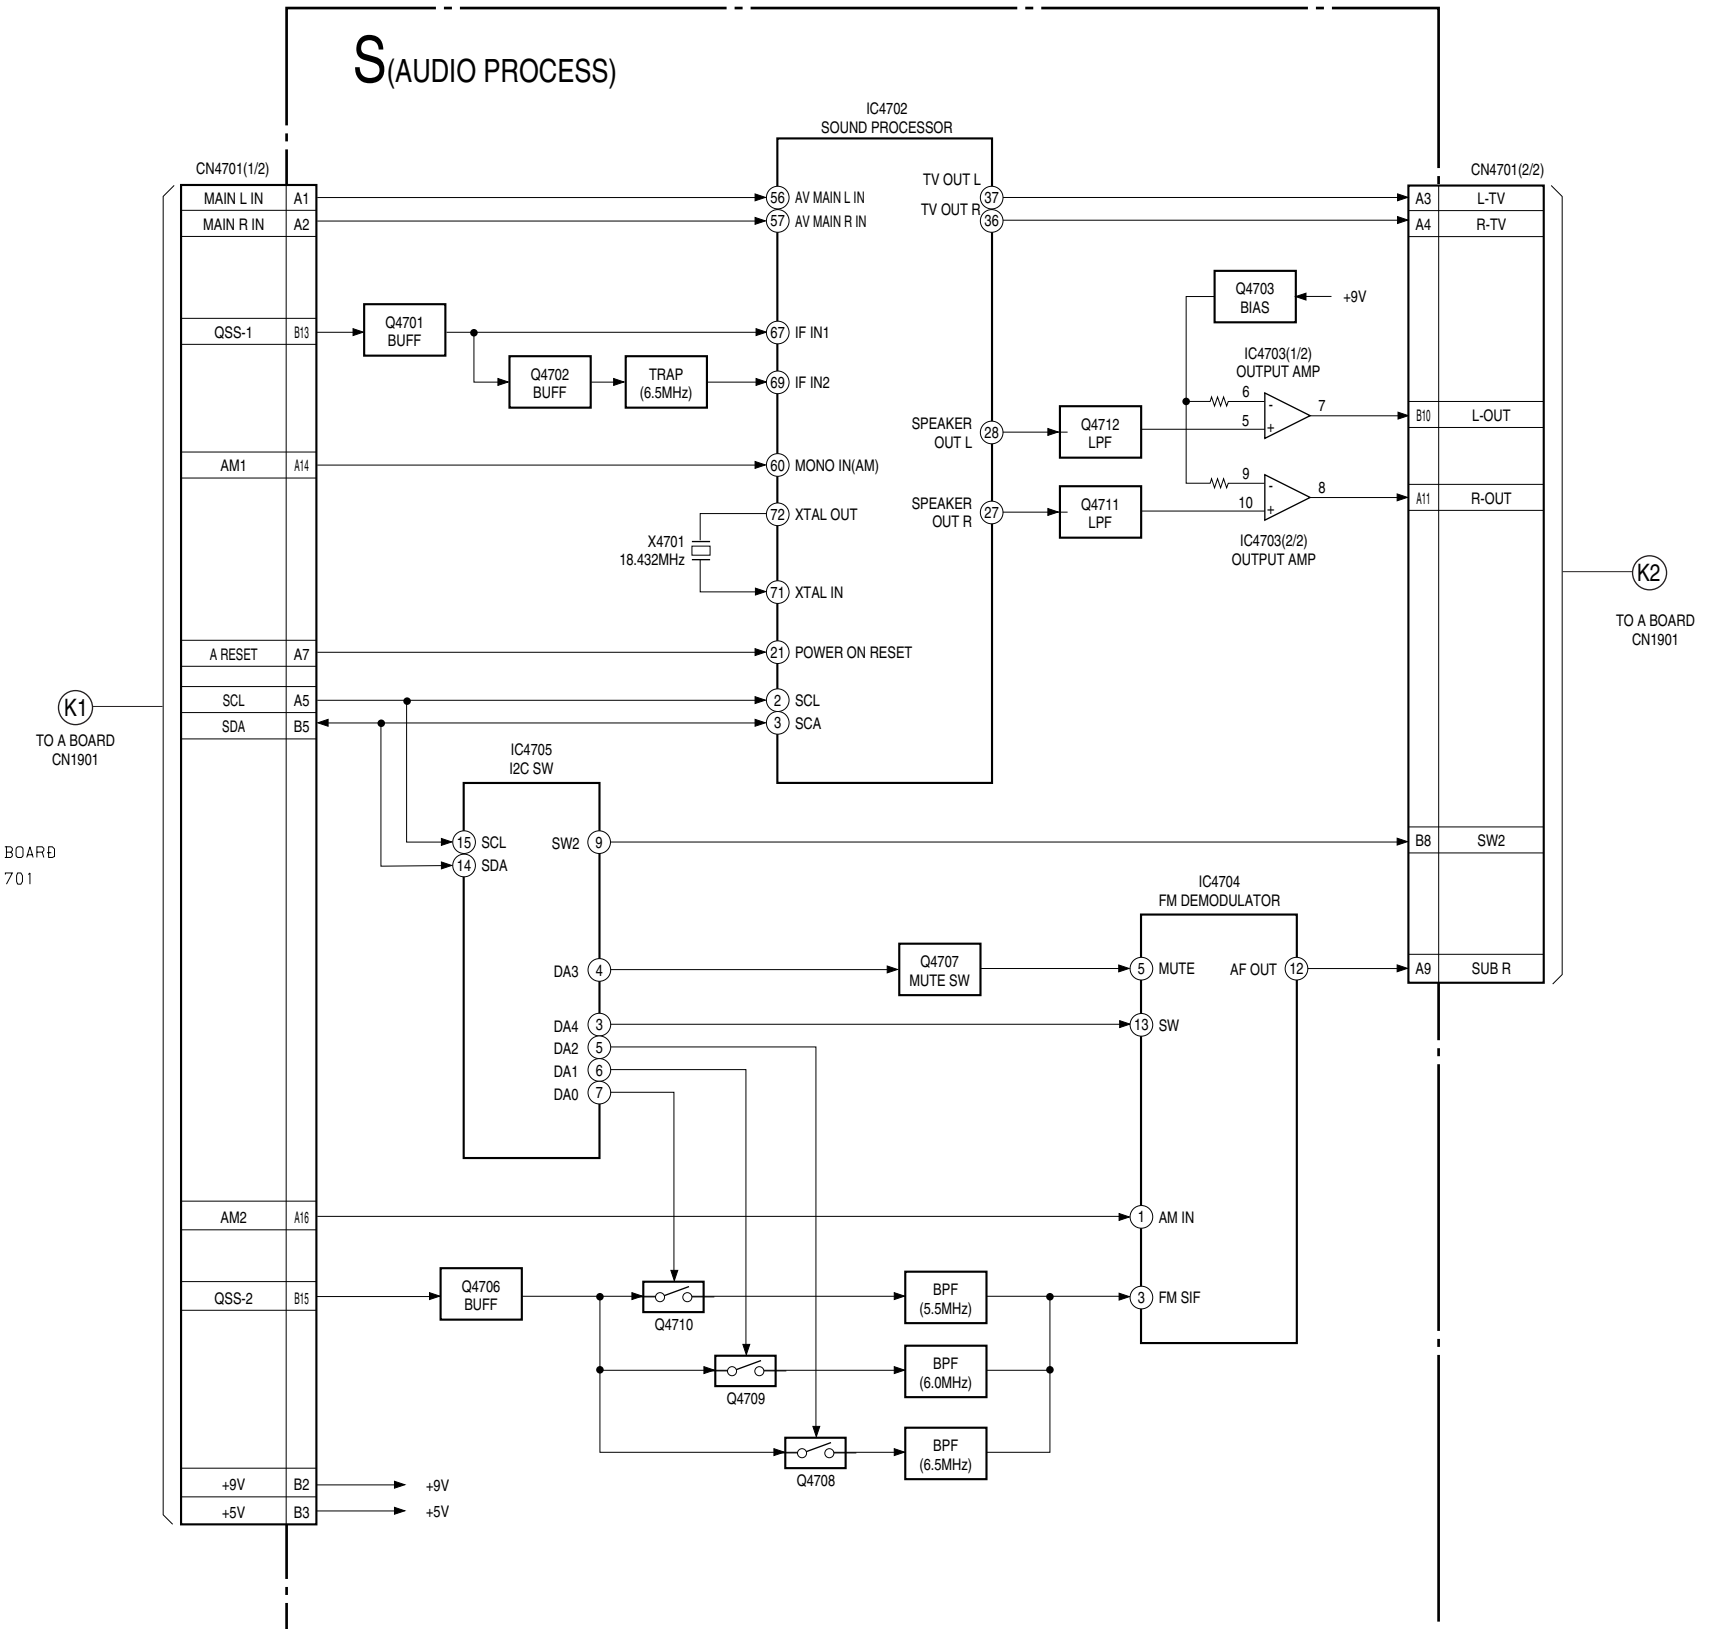 S(AUDIO PROCESS)
IC4702
SOUND PROCESSOR
CN4701(1/2)
MAIN L IN A1
MAIN R IN A2
QSS-1 B13
AM1 A14
A RESET A7
SCL A5
SDA B5
AM2 A16
QSS-2 B15
+9V B2
+5V B3
+9V
+5V
K1
TO A BOARD
CN1901
BOARD
701
Q4701
BUFF
Q4702
BUFF
TRAP
(6.5MHz)
X4701
18.432MHz
56 AV MAIN L IN
57 AV MAIN R IN
67 IF IN1
69 IF IN2
60 MONO IN(AM)
72 XTAL OUT
71 XTAL IN
21 POWER ON RESET
2 SCL
3 SCA
TV OUT L 37
TV OUT R 36
SPEAKER
OUT L 28
SPEAKER
OUT R 27
Q4703
BIAS
+9V
IC4703(1/2)
OUTPUT AMP
6
-
5
+
7
Q4712
LPF
Q4711
LPF
9
-
10
+
8
IC4703(2/2)
OUTPUT AMP
CN4701(2/2)
A3 L-TV
A4 R-TV
B10 L-OUT
A11 R-OUT
B8 SW2
A9 SUB R
K2
TO A BOARD
CN1901
IC4705
I2C SW
15 SCL
14 SDA
SW2 9
DA3 4
DA4 3
DA2 5
DA1 6
DA0 7
Q4707
MUTE SW
IC4704
FM DEMODULATOR
5 MUTE
AF OUT 12
13 SW
1 AM IN
3 FM SIF
Q4706
BUFF
Q4710
Q4709
Q4708
BPF
(5.5MHz)
BPF
(6.0MHz)
BPF
(6.5MHz)